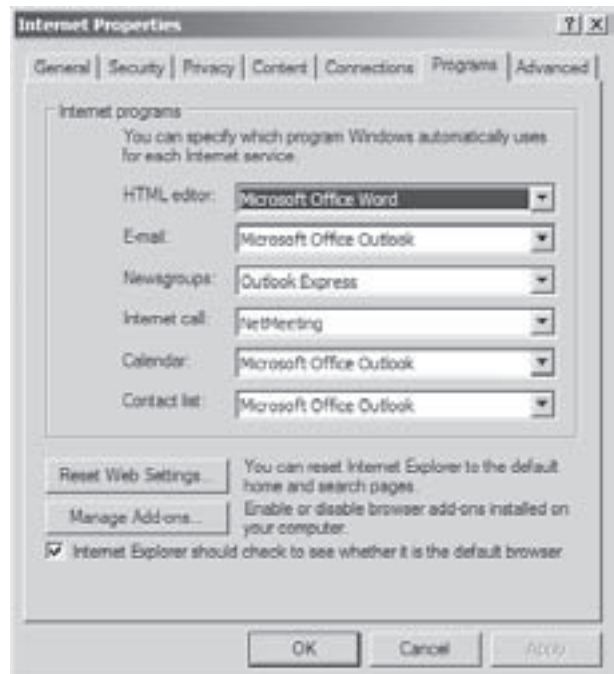 Internet Properties
General Security Privacy Content Connections Programs Advanced
Internet programs
You can specify which program Windows automatically uses
for each Internet service.
HTML editor: Microsoft Office Word
E-mail: Microsoft Office Outlook
Newsgroups: Outlook Express
Internet call: NetMeeting
Calendar: Microsoft Office Outlook
Contact list: Microsoft Office Outlook
Reset Web Settings...
You can reset Internet Explorer to the default
home and search pages.
Manage Add-ons...
Enable or disable browser add-ons installed on
your computer.
Internet Explorer should check to see whether it is the default browser
OK Cancel Apply